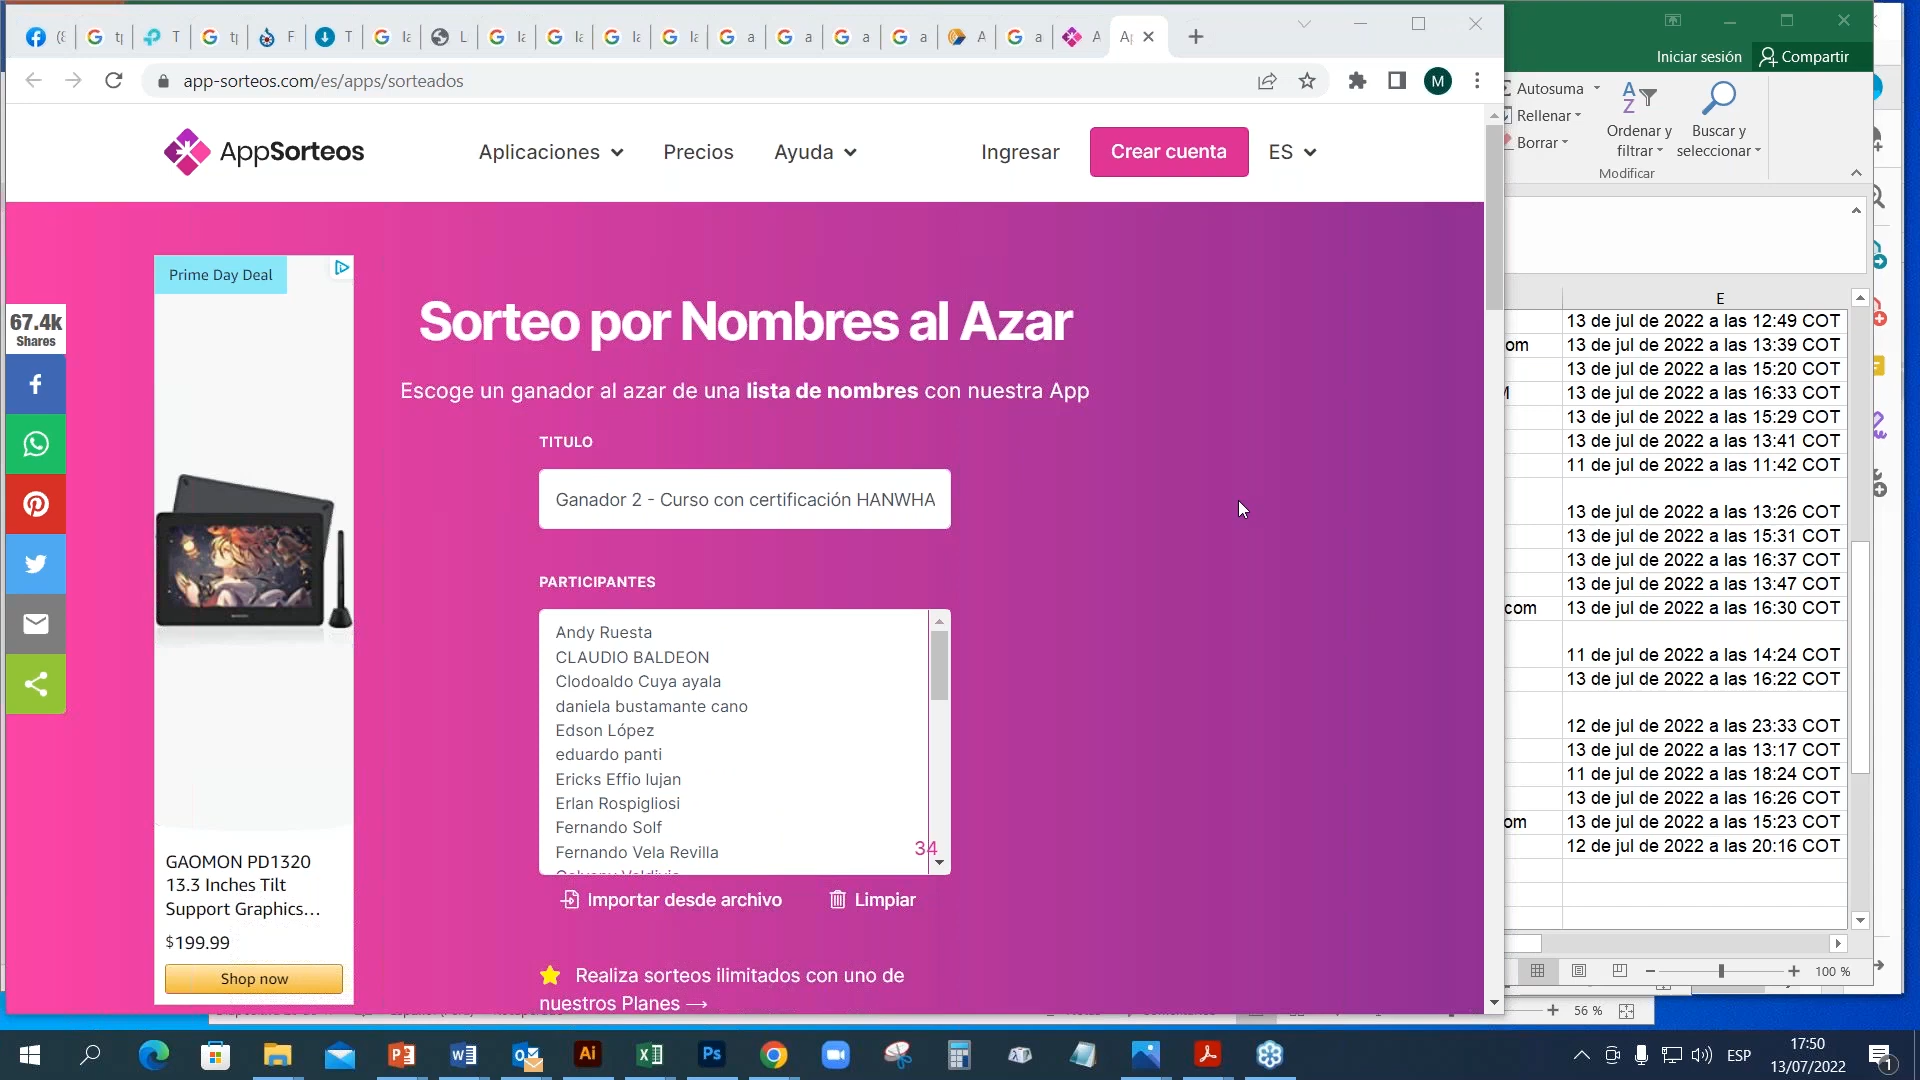 app-sorteos.com/es/apps/sorteados
M
AppSorteos
Aplicaciones
Precios
Ayuda
Ingresar
Crear cuenta
ES
Prime Day Deal
67.4k
Shares
Sorteo por Nombres al Azar
Escoge un ganador al azar de una lista de nombres con nuestra App
TITULO
Ganador 2 - Curso con certificación HANWHA
PARTICIPANTES
Andy Ruesta
CLAUDIO BALDEON
Clodoaldo Cuya ayala
daniela bustamante cano
Edson López
eduardo panti
Ericks Effio lujan
Erlan Rospigliosi
Fernando Solf
Fernando Vela Revilla
34
Importar desde archivo
Limpiar
Realiza sorteos ilimitados con uno de
nuestros Planes →
GAOMON PD1320
13.3 Inches Tilt
Support Graphics...
$199.99
Shop now
Iniciar sesión
Compartir
Autosuma
Rellenar
Borrar
Ordenar y
filtrar
Buscar y
seleccionar
Modificar
E
13 de jul de 2022 a las 12:49 COT
om 13 de jul de 2022 a las 13:39 COT
13 de jul de 2022 a las 15:20 COT
13 de jul de 2022 a las 16:33 COT
13 de jul de 2022 a las 15:29 COT
13 de jul de 2022 a las 13:41 COT
11 de jul de 2022 a las 11:42 COT
13 de jul de 2022 a las 13:26 COT
13 de jul de 2022 a las 15:31 COT
13 de jul de 2022 a las 16:37 COT
13 de jul de 2022 a las 13:47 COT
com 13 de jul de 2022 a las 16:30 COT
11 de jul de 2022 a las 14:24 COT
13 de jul de 2022 a las 16:22 COT
12 de jul de 2022 a las 23:33 COT
13 de jul de 2022 a las 13:17 COT
11 de jul de 2022 a las 18:24 COT
13 de jul de 2022 a las 16:26 COT
om 13 de jul de 2022 a las 15:23 COT
12 de jul de 2022 a las 20:16 COT
100 %
56 %
ESP
17:50
13/07/2022
1